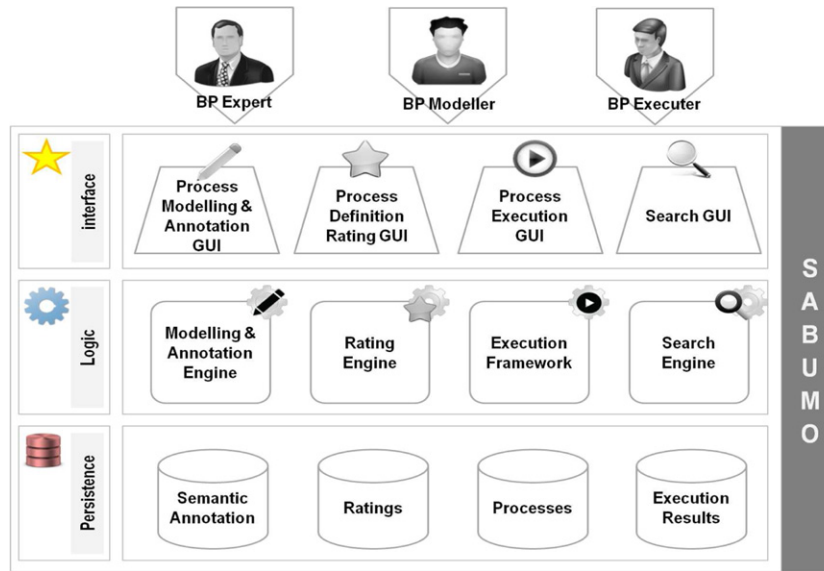 BP Expert
BP Modeller
BP Executer
interface
Process
Modelling &
Annotation
GUI
Process
Definition
Rating GUI
Process
Execution
GUI
Search GUI
Logic
Modelling &
Annotation
Engine
Rating
Engine
Execution
Framework
Search
Engine
Persistence
Semantic
Annotation
Ratings
Processes
Execution
Results
SABUMO